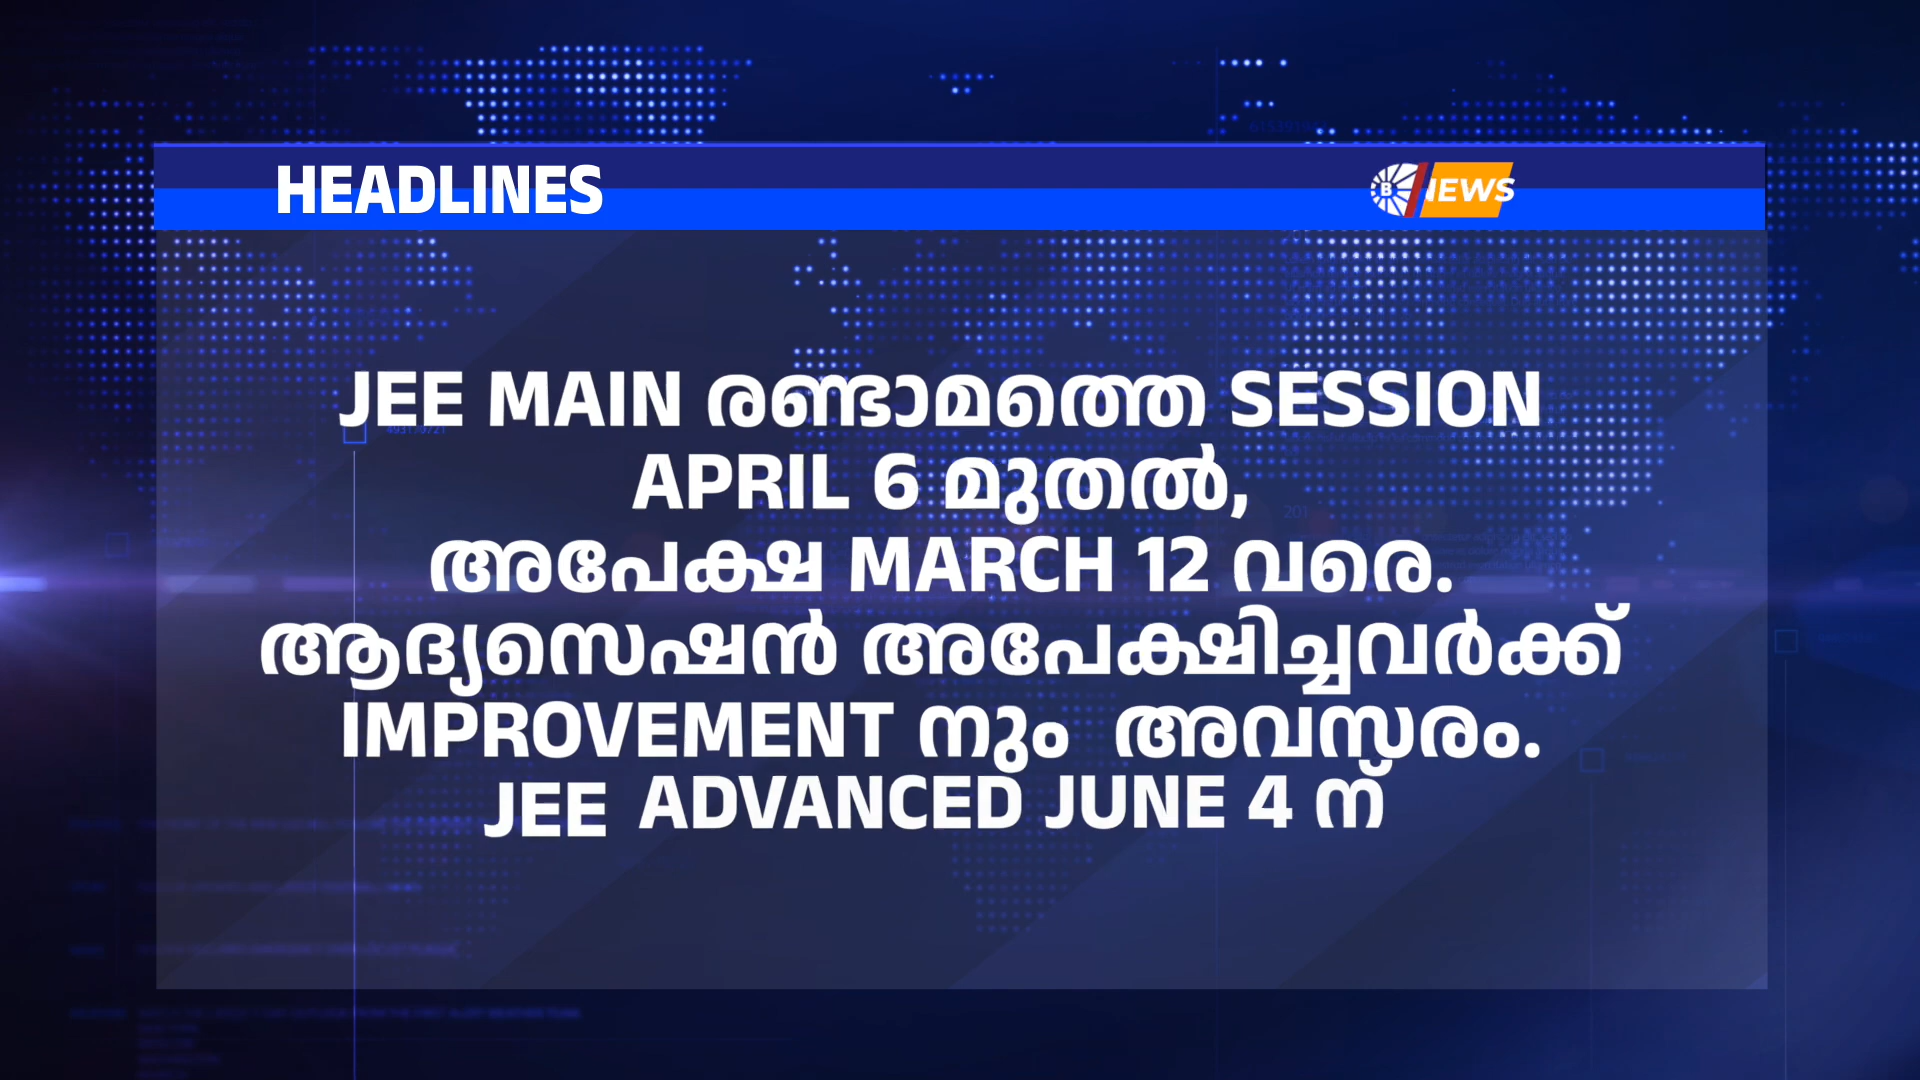 HEADLINES
B NEWS
JEE MAIN രണ്ടാമത്തെ SESSION
APRIL 6 മുതൽ,
അപേക്ഷ MARCH 12 വരെ.
ആദ്യസെഷൻ അപേക്ഷിച്ചവർക്ക്
IMPROVEMENT നും അവസരം.
JEE ADVANCED JUNE 4 ന്